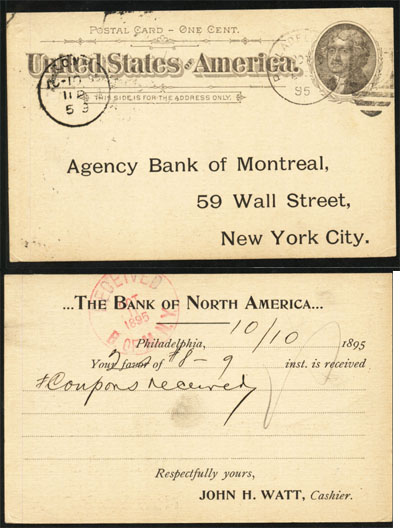 POSTAL CARD – ONE CENT.
United States of America.
THIS SIDE IS FOR THE ADDRESS ONLY.
95
Agency Bank of Montreal,
59 Wall Street,
New York City.
RECEIVED
1895
...THE BANK OF NORTH AMERICA...
Philadelphia, 10/10 1895
Your favor of 8–9 inst. is received
Coupons received
Respectfully yours,
JOHN H. WATT, Cashier.